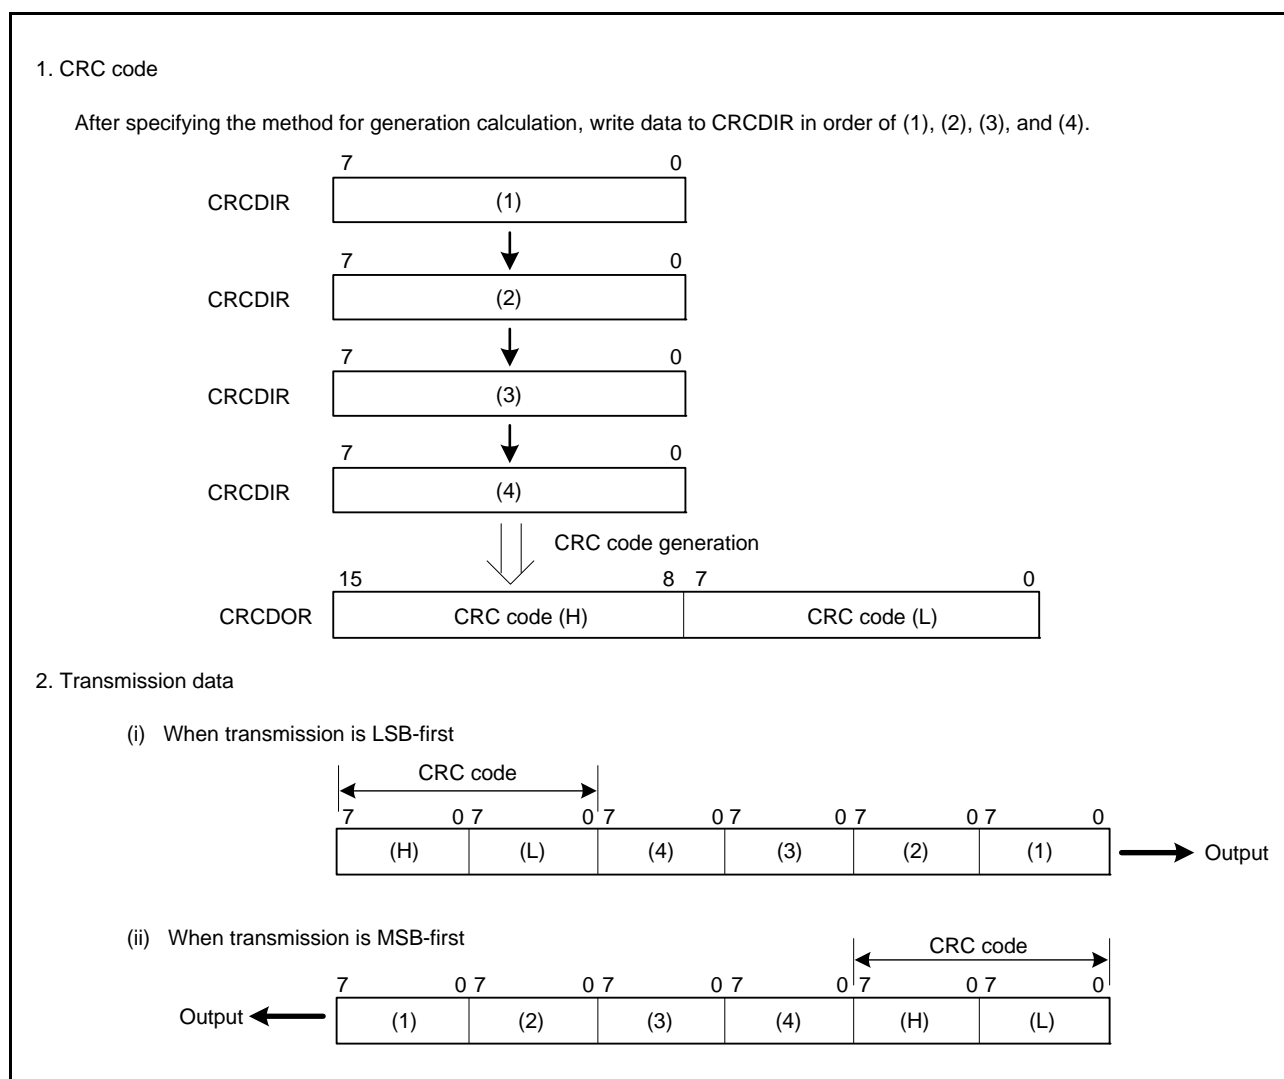 1. CRC code
After specifying the method for generation calculation, write data to CRCDIR in order of (1), (2), (3), and (4).
7 0
CRCDIR (1)
7 0
CRCDIR (2)
7 0
CRCDIR (3)
7 0
CRCDIR (4)
CRC code generation
15 8 7 0
CRCDOR CRC code (H) CRC code (L)
2. Transmission data
(i) When transmission is LSB-first
CRC code
7 0 7 0 7 0 7 0 7 0 7 0
(H) (L) (4) (3) (2) (1) Output
(ii) When transmission is MSB-first
CRC code
7 0 7 0 7 0 7 0 7 0 7 0
Output (1) (2) (3) (4) (H) (L)